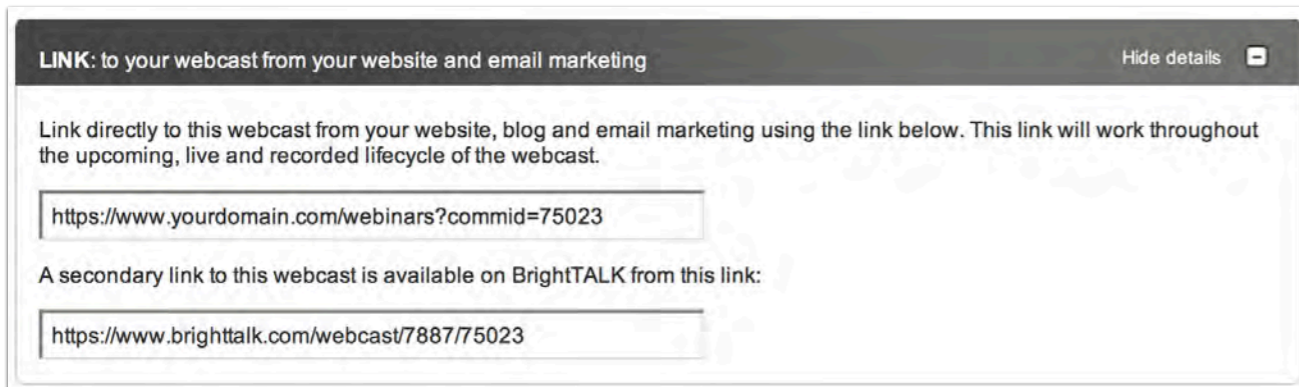 LINK: to your webcast from your website and email marketing
Hide details
Link directly to this webcast from your website, blog and email marketing using the link below. This link will work throughout
the upcoming, live and recorded lifecycle of the webcast.
https://www.yourdomain.com/webinars?commid=75023
A secondary link to this webcast is available on BrightTALK from this link:
https://www.brighttalk.com/webcast/7887/75023